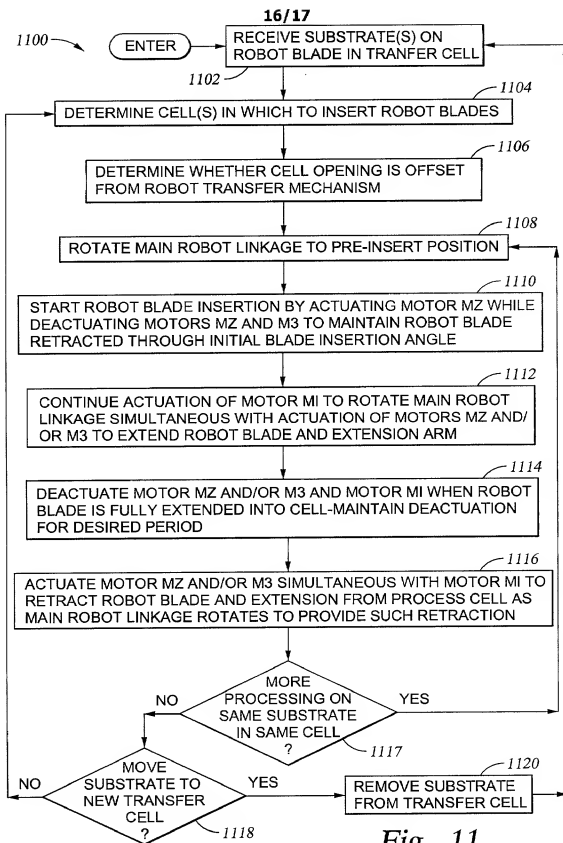 16/17
1100
ENTER
RECEIVE SUBSTRATE(S) ON
ROBOT BLADE IN TRANFER CELL
1102
1104
DETERMINE CELL(S) IN WHICH TO INSERT ROBOT BLADES
1106
DETERMINE WHETHER CELL OPENING IS OFFSET
FROM ROBOT TRANSFER MECHANISM
1108
ROTATE MAIN ROBOT LINKAGE TO PRE-INSERT POSITION
1110
START ROBOT BLADE INSERTION BY ACTUATING MOTOR MZ WHILE
DEACTUATING MOTORS MZ AND M3 TO MAINTAIN ROBOT BLADE
RETRACTED THROUGH INITIAL BLADE INSERTION ANGLE
1112
CONTINUE ACTUATION OF MOTOR MI TO ROTATE MAIN ROBOT
LINKAGE SIMULTANEOUS WITH ACTUATION OF MOTORS MZ AND/
OR M3 TO EXTEND ROBOT BLADE AND EXTENSION ARM
1114
DEACTUATE MOTOR MZ AND/OR M3 AND MOTOR MI WHEN ROBOT
BLADE IS FULLY EXTENDED INTO CELL-MAINTAIN DEACTUATION
FOR DESIRED PERIOD
1116
ACTUATE MOTOR MZ AND/OR M3 SIMULTANEOUS WITH MOTOR MI TO
RETRACT ROBOT BLADE AND EXTENSION FROM PROCESS CELL AS
MAIN ROBOT LINKAGE ROTATES TO PROVIDE SUCH RETRACTION
NO
MORE
PROCESSING ON
SAME SUBSTRATE
IN SAME CELL
?
YES
1117
NO
MOVE
SUBSTRATE TO
NEW TRANSFER
CELL
?
YES
1118
1120
REMOVE SUBSTRATE
FROM TRANSFER CELL
Fig. 11